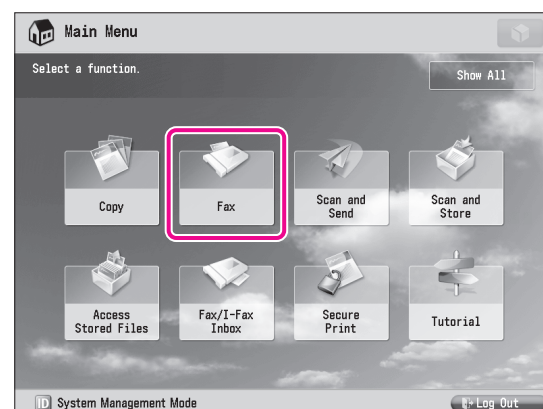 Main Menu
Select a function.
Show All
Copy
Fax
Scan and
Send
Scan and
Store
Access
Stored Files
Fax/I-Fax
Inbox
Secure
Print
Tutorial
ID System Management Mode
Log Out